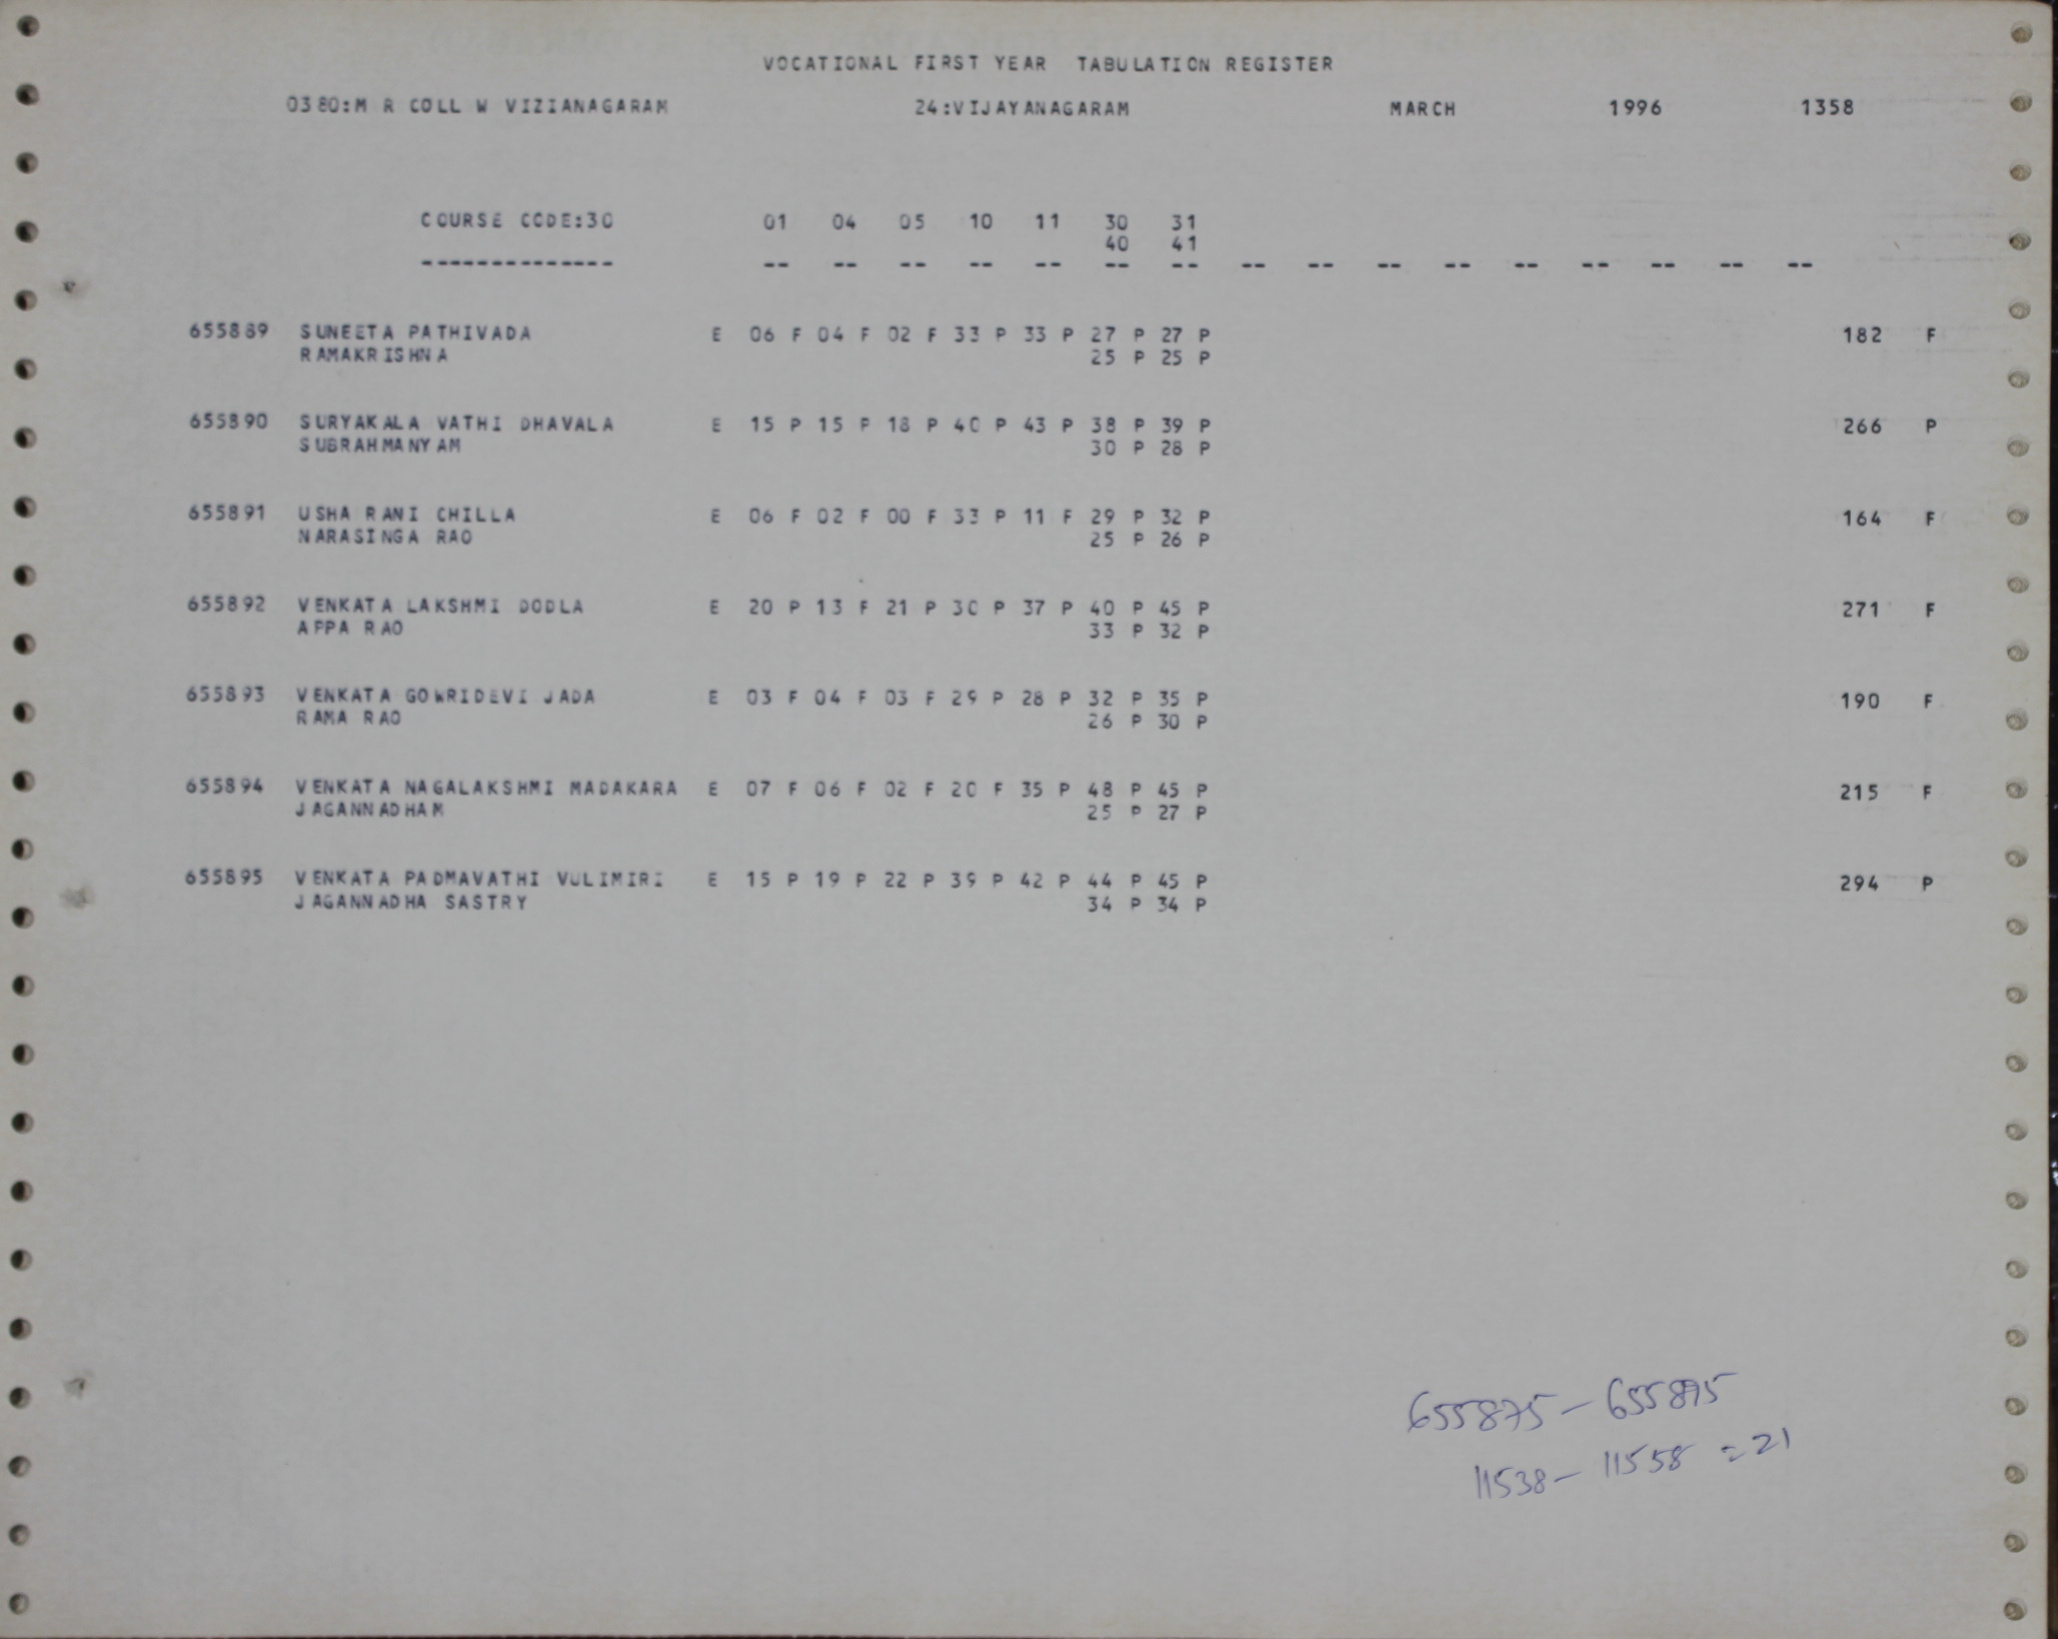 VOCATIONAL FIRST YEAR TABULATION REGISTER
0380:M R COLL W VIZIANAGARAM 24:VIJAYANAGARAM MARCH 1996 1358
COURSE CODE:30 01 04 05 10 11 30 31
40 41
-------------- -- -- -- -- -- -- -- -- -- -- -- -- -- -- -- --
655889 SUNEETA PATHIVADA E 06 F 04 F 02 F 33 P 33 P 27 P 27 P 182 F
RAMAKRISHNA 25 P 25 P
655890 SURYAKALA VATHI DHAVALA E 15 P 15 P 18 P 40 P 43 P 38 P 39 P 266 P
SUBRAHMANYAM 30 P 28 P
655891 USHA RANI CHILLA E 06 F 02 F 00 F 33 P 11 F 29 P 32 P 164 F
NARASINGA RAO 25 P 26 P
655892 VENKATA LAKSHMI DODLA E 20 P 13 F 21 P 30 P 37 P 40 P 45 P 271 F
APPA RAO 33 P 32 P
655893 VENKATA GOWRIDEVI JADA E 03 F 04 F 03 F 29 P 28 P 32 P 35 P 190 F
RAMA RAO 26 P 30 P
655894 VENKATA NAGALAKSHMI MADAKARA E 07 F 06 F 02 F 20 F 35 P 48 P 45 P 215 F
JAGANNADHAM 25 P 27 P
655895 VENKATA PADMAVATHI VULIMIRI E 15 P 19 P 22 P 39 P 42 P 44 P 45 P 294 P
JAGANNADHA SASTRY 34 P 34 P
655875 - 655895
11538 - 11558 = 21